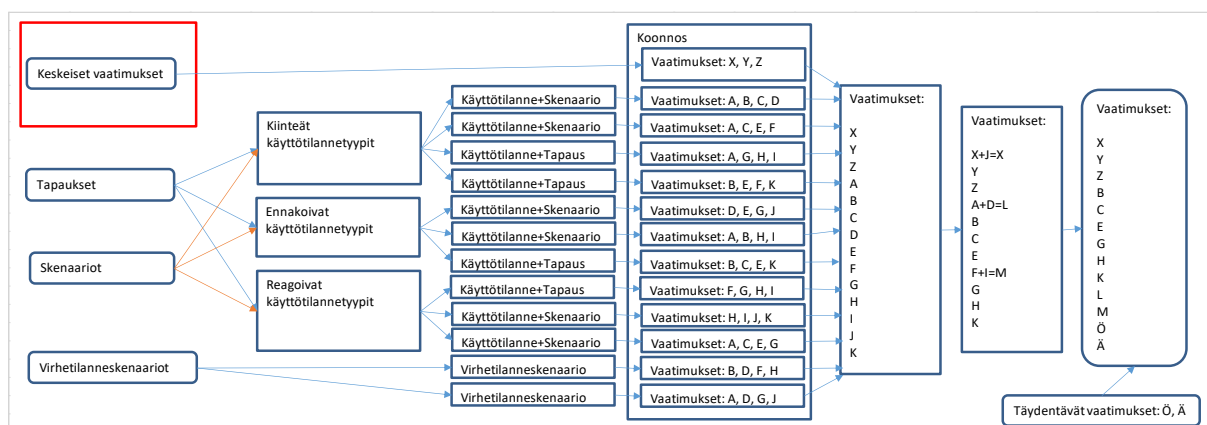 Keskeiset vaatimukset
Tapaukset
Skenaariot
Virhetilanneskenaariot
Kiinteät
käyttötilannetyypit
Ennakoivat
käyttötilannetyypit
Reagoivat
käyttötilannetyypit
Käyttötilanne+Skenaario
Käyttötilanne+Skenaario
Käyttötilanne+Tapaus
Käyttötilanne+Tapaus
Käyttötilanne+Skenaario
Käyttötilanne+Skenaario
Käyttötilanne+Tapaus
Käyttötilanne+Tapaus
Käyttötilanne+Skenaario
Käyttötilanne+Skenaario
Virhetilanneskenaario
Virhetilanneskenaario
Koonnos
Vaatimukset: X, Y, Z
Vaatimukset: A, B, C, D
Vaatimukset: A, C, E, F
Vaatimukset: A, G, H, I
Vaatimukset: B, E, F, K
Vaatimukset: D, E, G, J
Vaatimukset: A, B, H, I
Vaatimukset: B, C, E, K
Vaatimukset: F, G, H, I
Vaatimukset: H, I, J, K
Vaatimukset: A, C, E, G
Vaatimukset: B, D, F, H
Vaatimukset: A, D, G, J
Vaatimukset:
X
Y
Z
A
B
C
D
E
F
G
H
I
J
K
Vaatimukset:
X+J=X
Y
Z
A+D=L
B
C
E
F+I=M
G
H
K
Vaatimukset:
X
Y
Z
B
C
E
G
H
K
L
M
Ö
Ä
Täydentävät vaatimukset: Ö, Ä